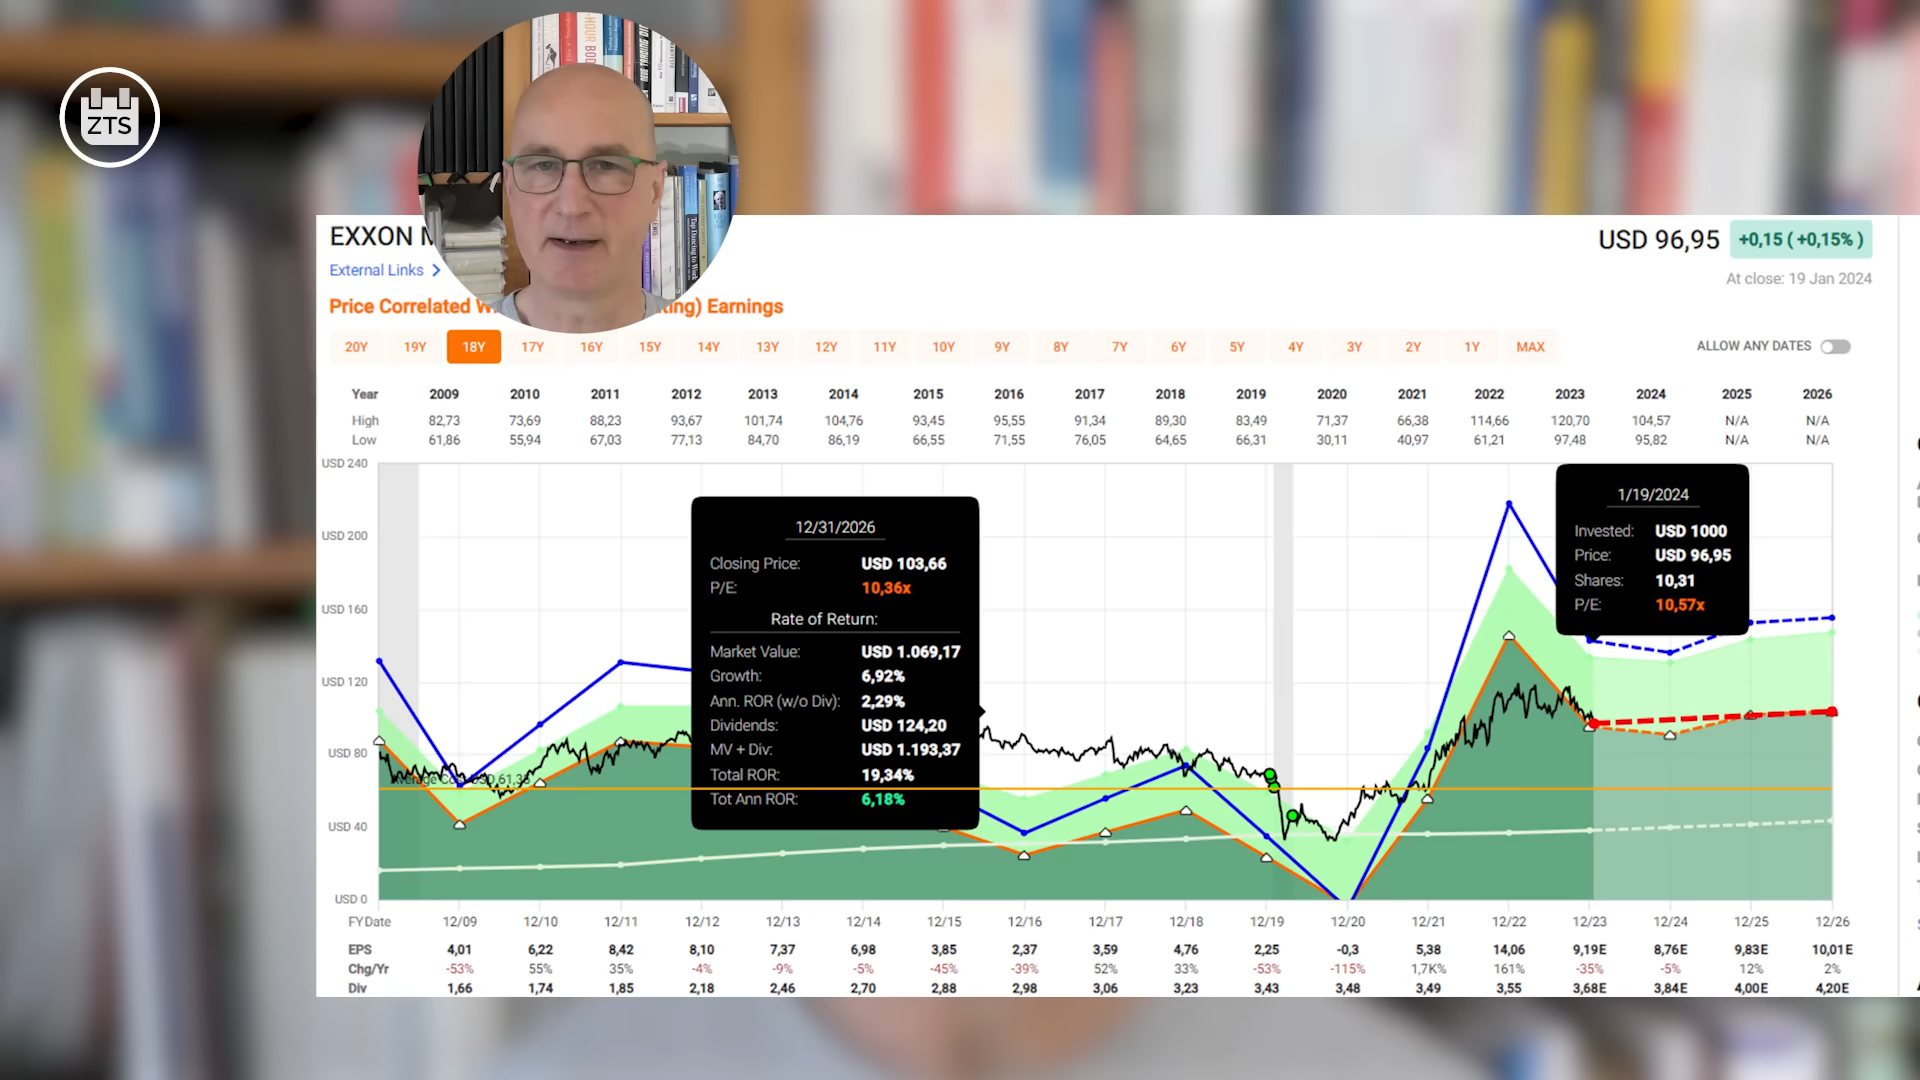 ZTS
EXXON M
USD 96,95
+0,15 ( +0,15% )
External Links
At close: 19 Jan 2024
Price Correlated W
ing) Earnings
20Y 19Y 18Y 17Y 16Y 15Y 14Y 13Y 12Y 11Y 10Y 9Y 8Y 7Y 6Y 5Y 4Y 3Y 2Y 1Y MAX
ALLOW ANY DATES
Year 2009 2010 2011 2012 2013 2014 2015 2016 2017 2018 2019 2020 2021 2022 2023 2024 2025 2026
High 82,73 73,69 88,23 93,67 101,74 104,76 93,45 95,55 91,34 89,30 83,49 71,37 66,38 114,66 120,70 104,57 N/A N/A
Low 61,86 55,94 67,03 77,13 84,70 86,19 66,55 71,55 76,05 64,65 66,31 30,11 40,97 61,21 97,48 95,82 N/A N/A
USD 240
USD 200
USD 160
USD 120
USD 80
USD 40
USD 0
12/31/2026
Closing Price: USD 103,66
P/E: 10,36x
Rate of Return:
Market Value: USD 1.069,17
Growth: 6,92%
Ann. ROR (w/o Div): 2,29%
Dividends: USD 124,20
MV + Div: USD 1.193,37
Total ROR: 19,34%
Tot Ann ROR: 6,18%
1/19/2024
Invested: USD 1000
Price: USD 96,95
Shares: 10,31
P/E: 10,57x
FY Date 12/09 12/10 12/11 12/12 12/13 12/14 12/15 12/16 12/17 12/18 12/19 12/20 12/21 12/22 12/23 12/24 12/25 12/26
EPS 4,01 6,22 8,42 8,10 7,37 6,98 3,85 2,37 3,59 4,76 2,25 -0,3 5,38 14,06 9,19E 8,76E 9,83E 10,01E
Chg/Yr -53% 55% 35% -4% -9% -5% -45% -39% 52% 33% -53% -115% 1,7K% 161% -35% -5% 12% 2%
Div 1,66 1,74 1,85 2,18 2,46 2,70 2,88 2,98 3,06 3,23 3,43 3,48 3,49 3,55 3,68E 3,84E 4,00E 4,20E